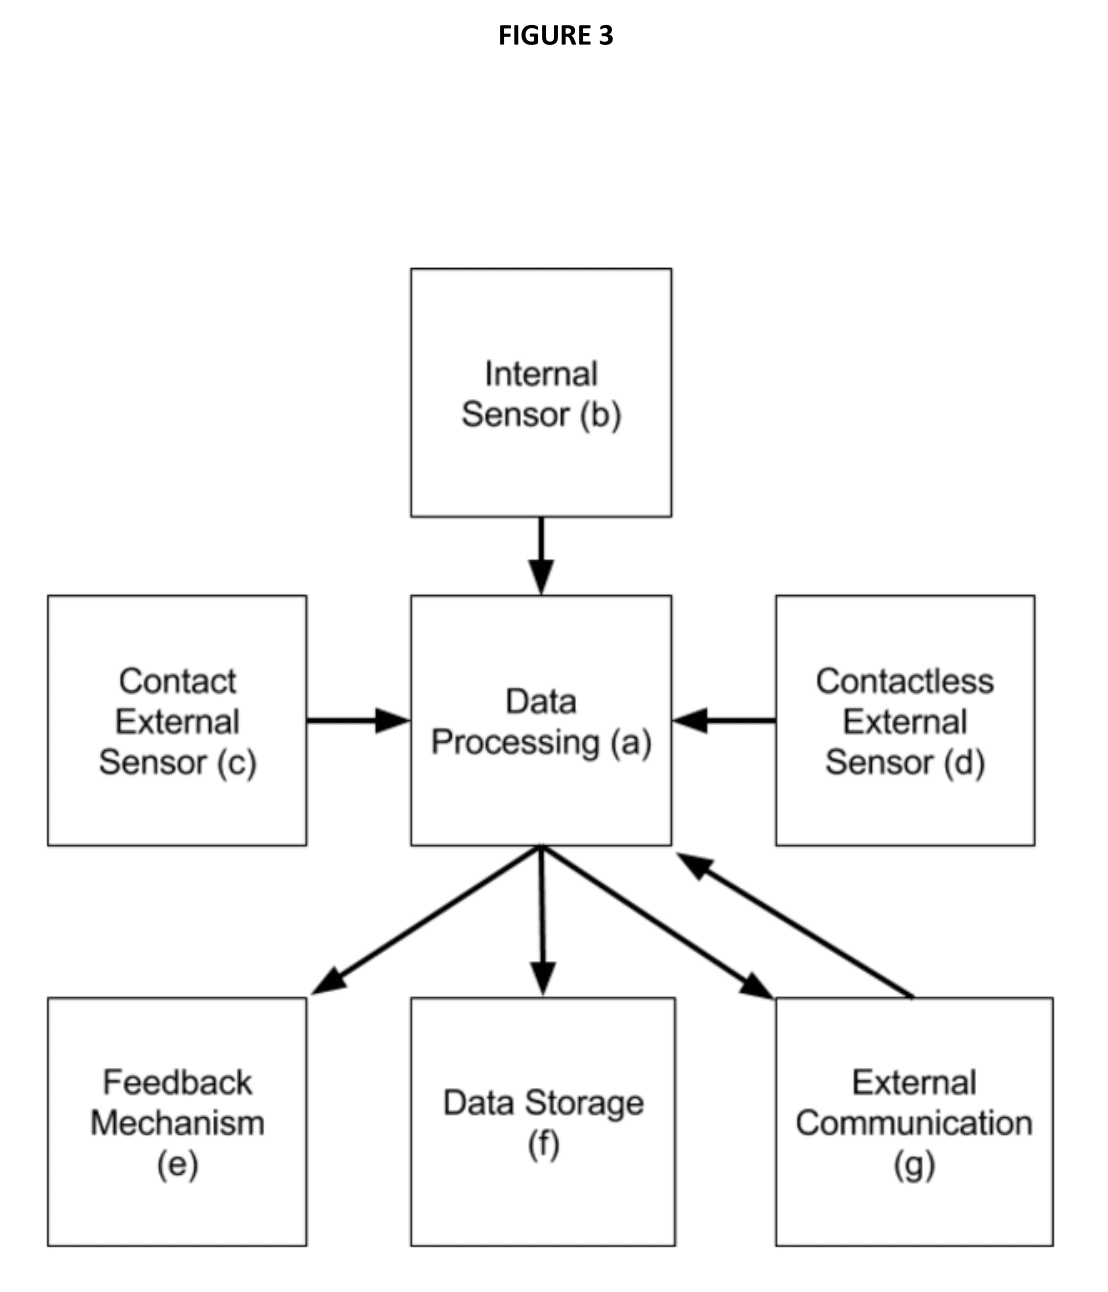 FIGURE 3
Internal
Sensor (b)
Contact
External
Sensor (c)
Data
Processing (a)
Contactless
External
Sensor (d)
Feedback
Mechanism
(e)
Data Storage
(f)
External
Communication
(g)